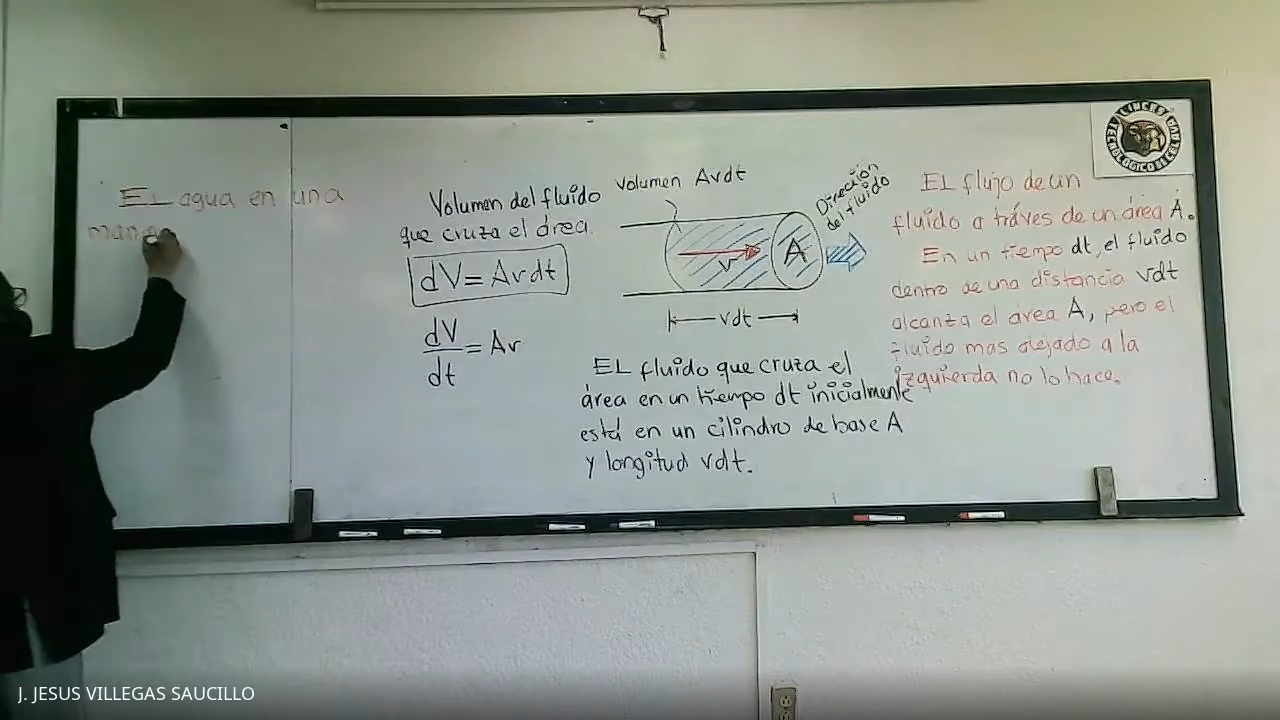 EL agua en una
Volumen del fluido
que cruza el área.
dV = Avdt
dV/dt = Av
Volumen Avdt
v
A
Dirección
del fluido
vdt
EL fluido que cruza el
área en un tiempo dt inicialmente
está en un cilindro de base A
y longitud vdt.
EL flujo de un
fluido a tráves de un área A.
En un tiempo dt, el fluido
dentro de una distancia vdt
alcanza el área A, pero el
fluido mas alejado a la
izquierda no lo hace.
J. JESUS VILLEGAS SAUCILLO